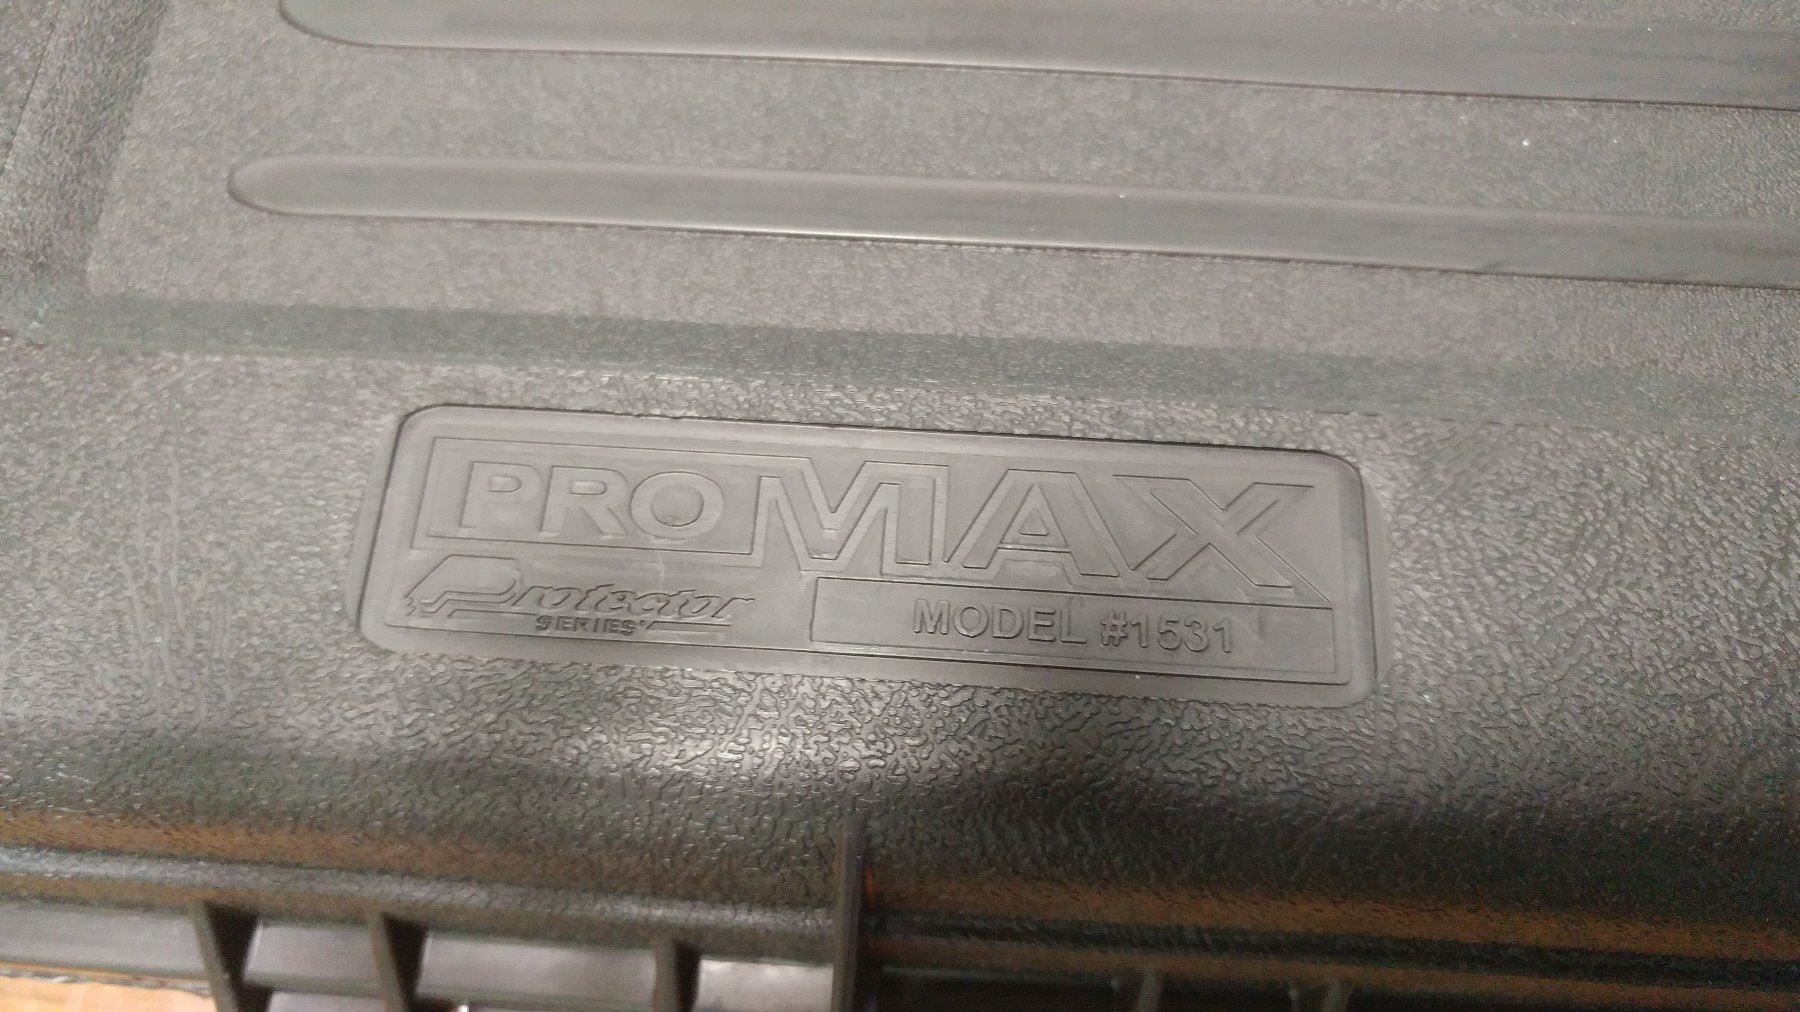 PROMAX
Protector
SERIES
MODEL #1531